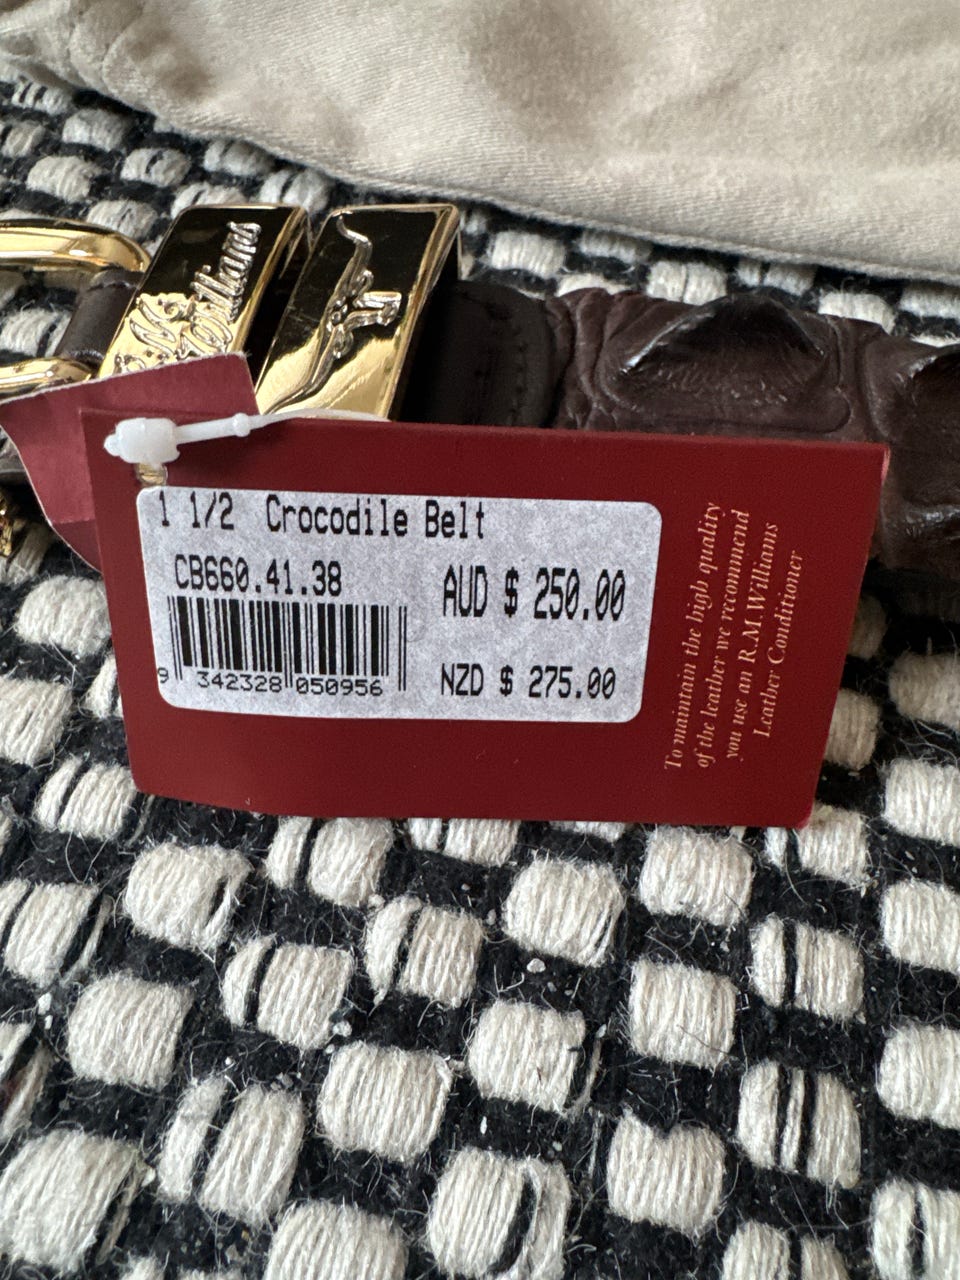 R.M. Williams
1 1/2 Crocodile Belt
CB660.41.38
AUD $ 250.00
9 342328 050956
NZD $ 275.00
To maintain the high quality
of the leather we recommend
you use an R.M.Williams
Leather Conditioner